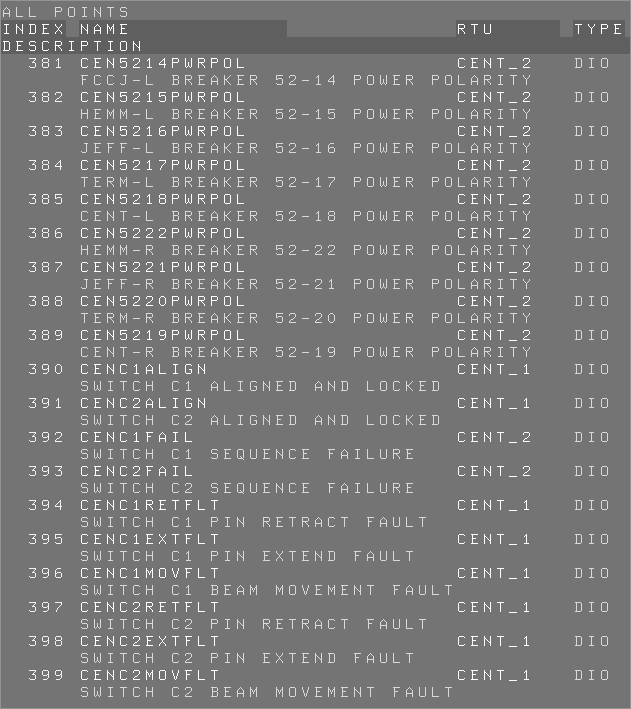 ALL POINTS
INDEX NAME RTU TYPE
DESCRIPTION
381 CEN5214PWRPOL CENT_2 DIO
FCCJ-L BREAKER 52-14 POWER POLARITY
382 CEN5215PWRPOL CENT_2 DIO
HEMM-L BREAKER 52-15 POWER POLARITY
383 CEN5216PWRPOL CENT_2 DIO
JEFF-L BREAKER 52-16 POWER POLARITY
384 CEN5217PWRPOL CENT_2 DIO
TERM-L BREAKER 52-17 POWER POLARITY
385 CEN5218PWRPOL CENT_2 DIO
CENT-L BREAKER 52-18 POWER POLARITY
386 CEN5222PWRPOL CENT_2 DIO
HEMM-R BREAKER 52-22 POWER POLARITY
387 CEN5221PWRPOL CENT_2 DIO
JEFF-R BREAKER 52-21 POWER POLARITY
388 CEN5220PWRPOL CENT_2 DIO
TERM-R BREAKER 52-20 POWER POLARITY
389 CEN5219PWRPOL CENT_2 DIO
CENT-R BREAKER 52-19 POWER POLARITY
390 CENC1ALIGN CENT_1 DIO
SWITCH C1 ALIGNED AND LOCKED
391 CENC2ALIGN CENT_1 DIO
SWITCH C2 ALIGNED AND LOCKED
392 CENC1FAIL CENT_2 DIO
SWITCH C1 SEQUENCE FAILURE
393 CENC2FAIL CENT_2 DIO
SWITCH C2 SEQUENCE FAILURE
394 CENC1RETFLT CENT_1 DIO
SWITCH C1 PIN RETRACT FAULT
395 CENC1EXTFLT CENT_1 DIO
SWITCH C1 PIN EXTEND FAULT
396 CENC1MOVFLT CENT_1 DIO
SWITCH C1 BEAM MOVEMENT FAULT
397 CENC2RETFLT CENT_1 DIO
SWITCH C2 PIN RETRACT FAULT
398 CENC2EXTFLT CENT_1 DIO
SWITCH C2 PIN EXTEND FAULT
399 CENC2MOVFLT CENT_1 DIO
SWITCH C2 BEAM MOVEMENT FAULT